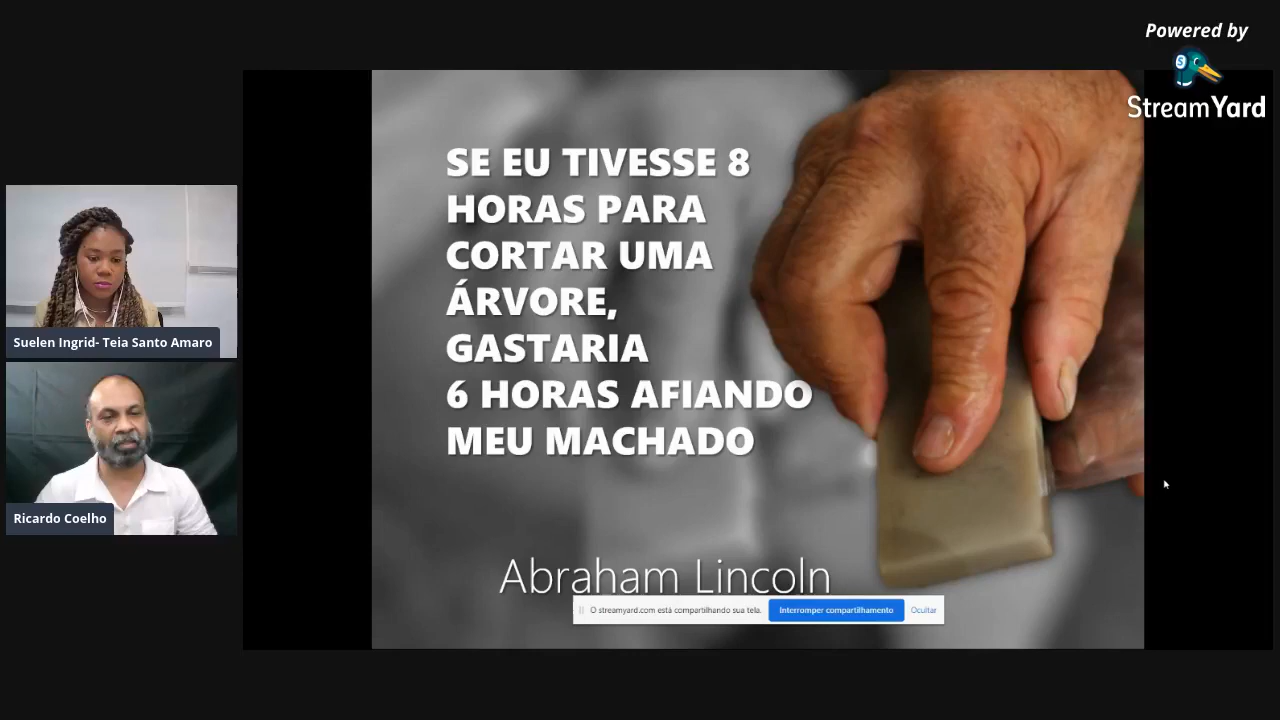 Powered by
StreamYard
SE EU TIVESSE 8
HORAS PARA
CORTAR UMA
ÁRVORE,
GASTARIA
6 HORAS AFIANDO
MEU MACHADO
Abraham Lincoln
Suelen Ingrid- Teia Santo Amaro
Ricardo Coelho
O streamyard.com está compartilhando sua tela.
Interromper compartilhamento
Ocultar